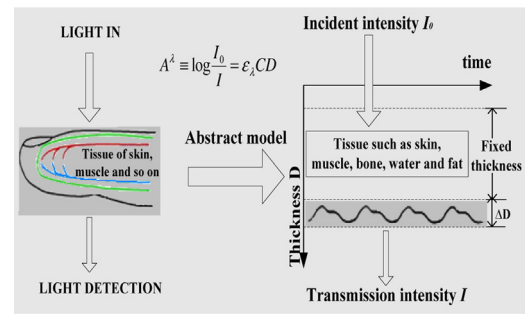 LIGHT IN
A^λ ≡ log I₀/I = ε_λCD
Tissue of skin,
muscle and so on
LIGHT DETECTION
Abstract model
Incident intensity I₀
time
Tissue such as skin,
muscle, bone, water and fat
Fixed
thickness
Thickness D
ΔD
Transmission intensity I